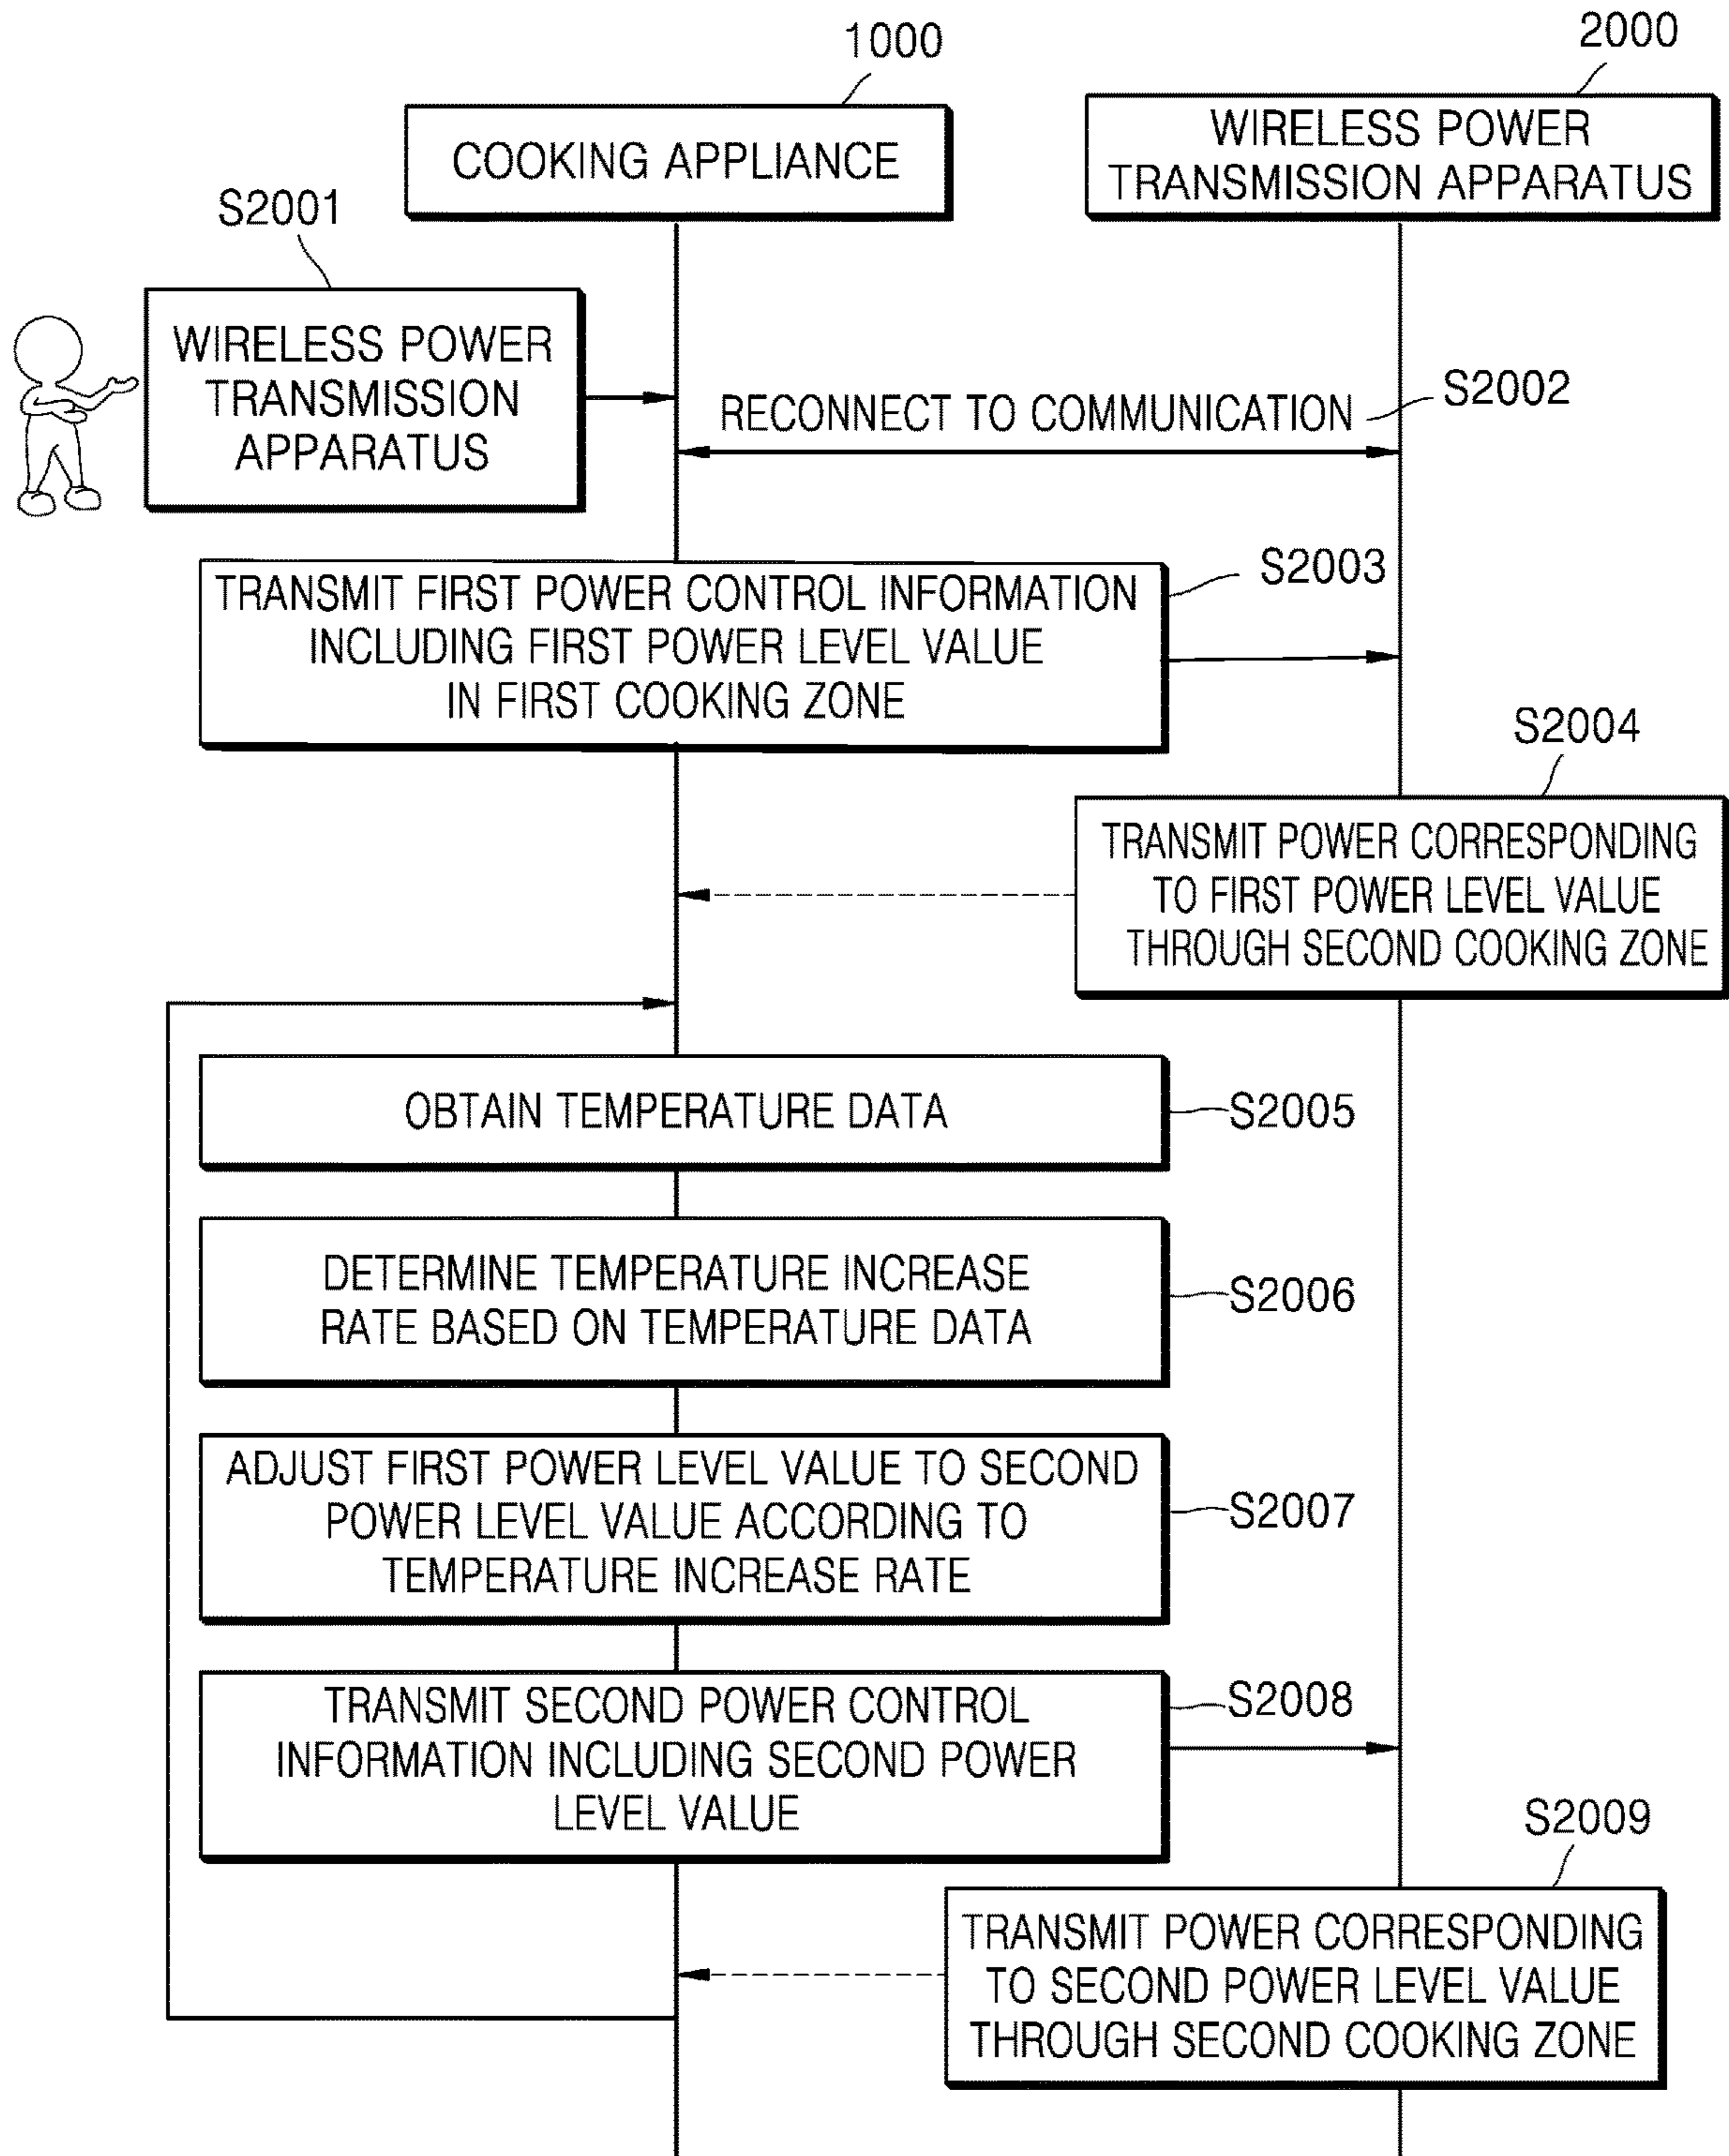 1000
2000
COOKING APPLIANCE
WIRELESS POWER
TRANSMISSION APPARATUS
S2001
WIRELESS POWER
TRANSMISSION
APPARATUS
RECONNECT TO COMMUNICATION
S2002
TRANSMIT FIRST POWER CONTROL INFORMATION
INCLUDING FIRST POWER LEVEL VALUE
IN FIRST COOKING ZONE
S2003
S2004
TRANSMIT POWER CORRESPONDING
TO FIRST POWER LEVEL VALUE
THROUGH SECOND COOKING ZONE
OBTAIN TEMPERATURE DATA
S2005
DETERMINE TEMPERATURE INCREASE
RATE BASED ON TEMPERATURE DATA
S2006
ADJUST FIRST POWER LEVEL VALUE TO SECOND
POWER LEVEL VALUE ACCORDING TO
TEMPERATURE INCREASE RATE
S2007
TRANSMIT SECOND POWER CONTROL
INFORMATION INCLUDING SECOND POWER
LEVEL VALUE
S2008
S2009
TRANSMIT POWER CORRESPONDING
TO SECOND POWER LEVEL VALUE
THROUGH SECOND COOKING ZONE